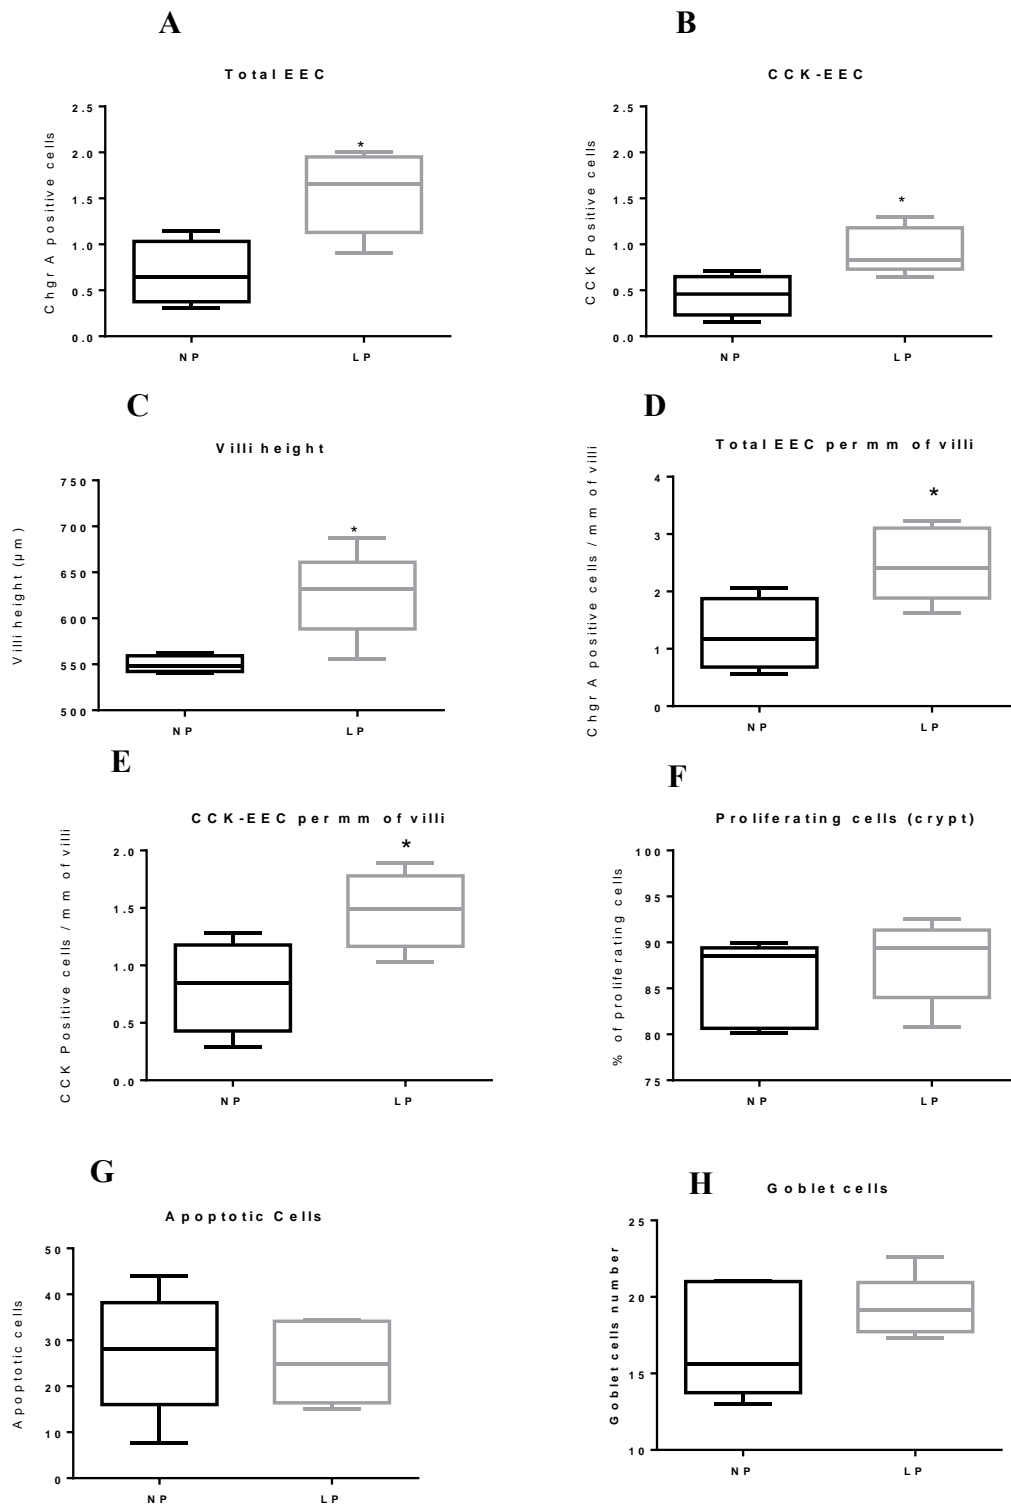 A
Total EEC
ChgrA positive cells
2.5
2.0
1.5
1.0
0.5
0.0
*
NP
LP
B
CCK-EEC
CCK Positive cells
2.5
2.0
1.5
1.0
0.5
0.0
*
NP
LP
C
Villi height
Villi height (µm)
750
700
650
600
550
500
*
NP
LP
D
Total EEC per mm of villi
Chgr A positive cells / mm of villi
4
3
2
1
0
*
NP
LP
E
CCK-EEC per mm of villi
CCK Positive cells / mm of villi
2.0
1.5
1.0
0.5
0.0
*
NP
LP
F
Proliferating cells (crypt)
% of proliferating cells
100
95
90
85
80
75
NP
LP
G
Apoptotic Cells
Apoptotic cells
50
40
30
20
10
0
NP
LP
H
Goblet cells
Goblet cells number
25
20
15
10
NP
LP